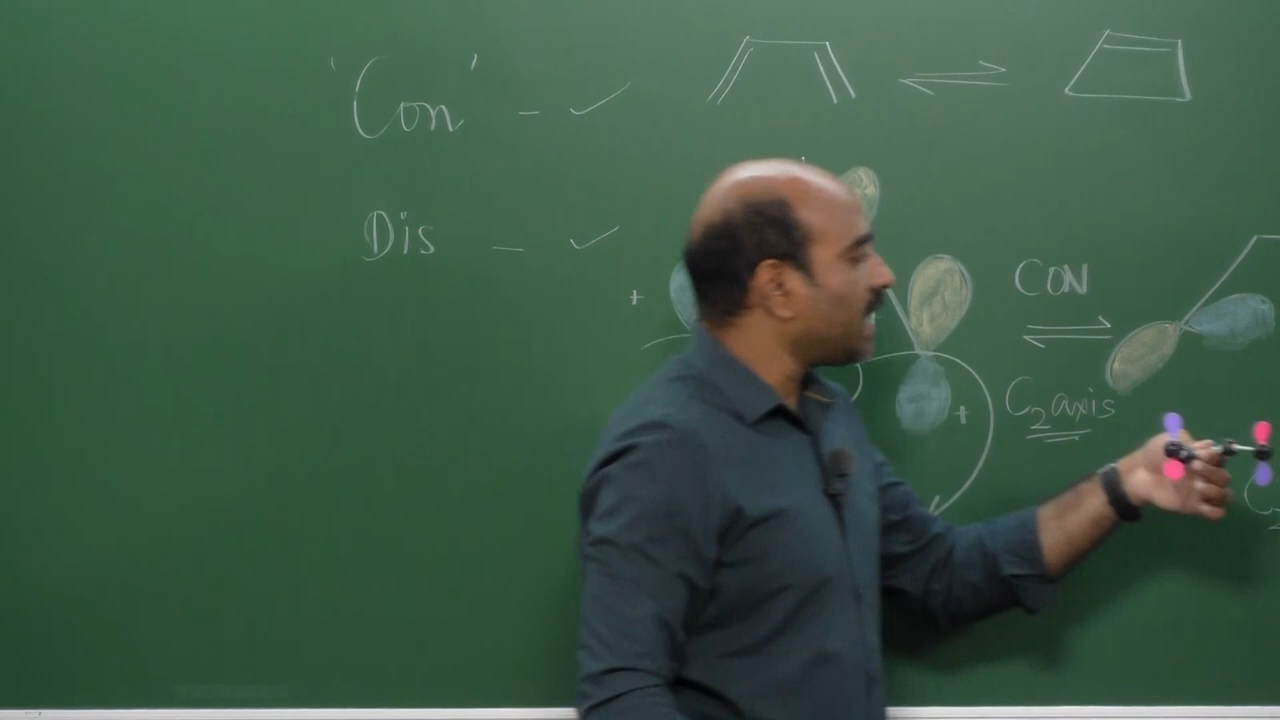 'Con' - ✓
Dis - ✓
+
CON
+
C₂ axis